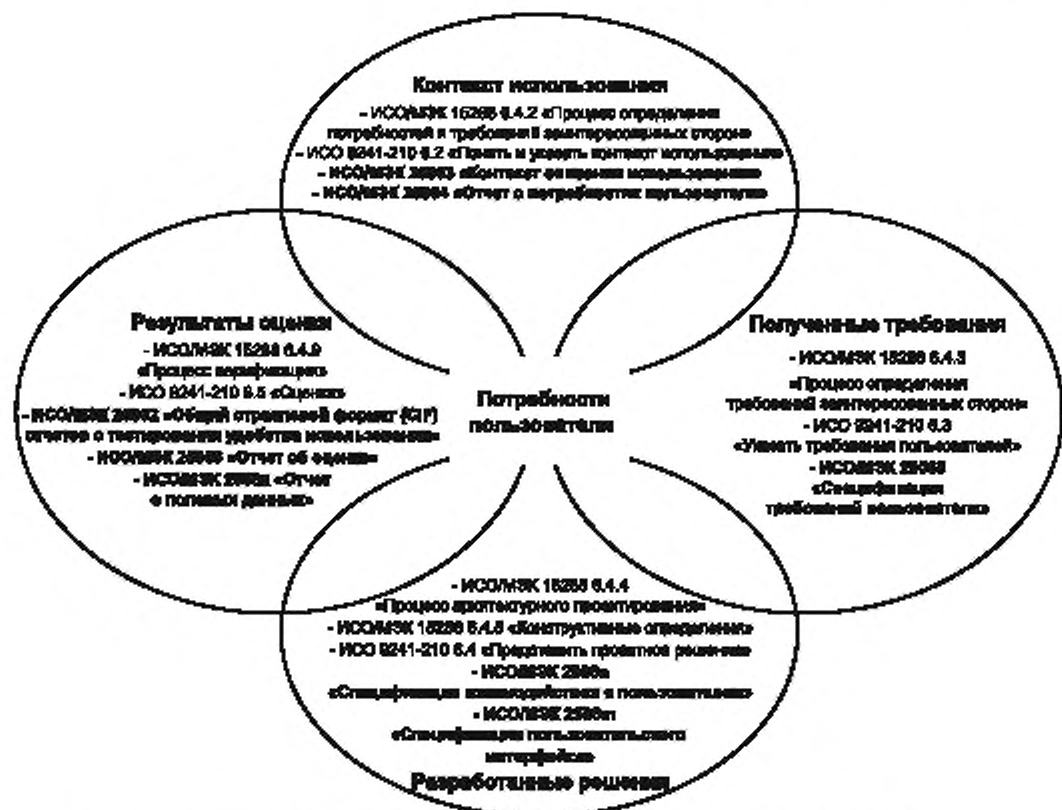 Контекст использования
- ИСО/МЭК 15288 6.4.2 «Процесс определения
потребностей и требований заинтересованных сторон»
- ИСО 9241-210 6.2 «Понять и указать контекст использования»
- ИСО/МЭК 25063 «Контекст описания использования»
- ИСО/МЭК 25064 «Отчет о потребностях пользователя»
Результаты оценки
- ИСО/МЭК 15288 6.4.9
«Процесс верификации»
- ИСО 9241-210 6.5 «Оценка»
- ИСО/МЭК 25062 «Общий отраслевой формат (CIF)
отчетов о тестировании удобства использования»
- ИСО/МЭК 25066 «Отчет об оценке»
- ИСО/МЭК «Отчет
о полевых данных»
Потребности
пользователя
Полученные требования
- ИСО/МЭК 15288 6.4.3
«Процесс определения
требований заинтересованных сторон»
- ИСО 9241-210 6.3
«Указать требования пользователей»
- ИСО/МЭК 25065
«Спецификация
требований пользователя»
- ИСО/МЭК 15288 6.4.4
«Процесс архитектурного проектирования»
- ИСО/МЭК 15288 6.4.5 «Конструктивные определения»
- ИСО 9241-210 6.4 «Представить проектное решение»
- ИСО/МЭК
«Спецификация взаимодействия с пользователем»
- ИСО/МЭК
«Спецификация пользовательского
интерфейса»
Разработанные решения